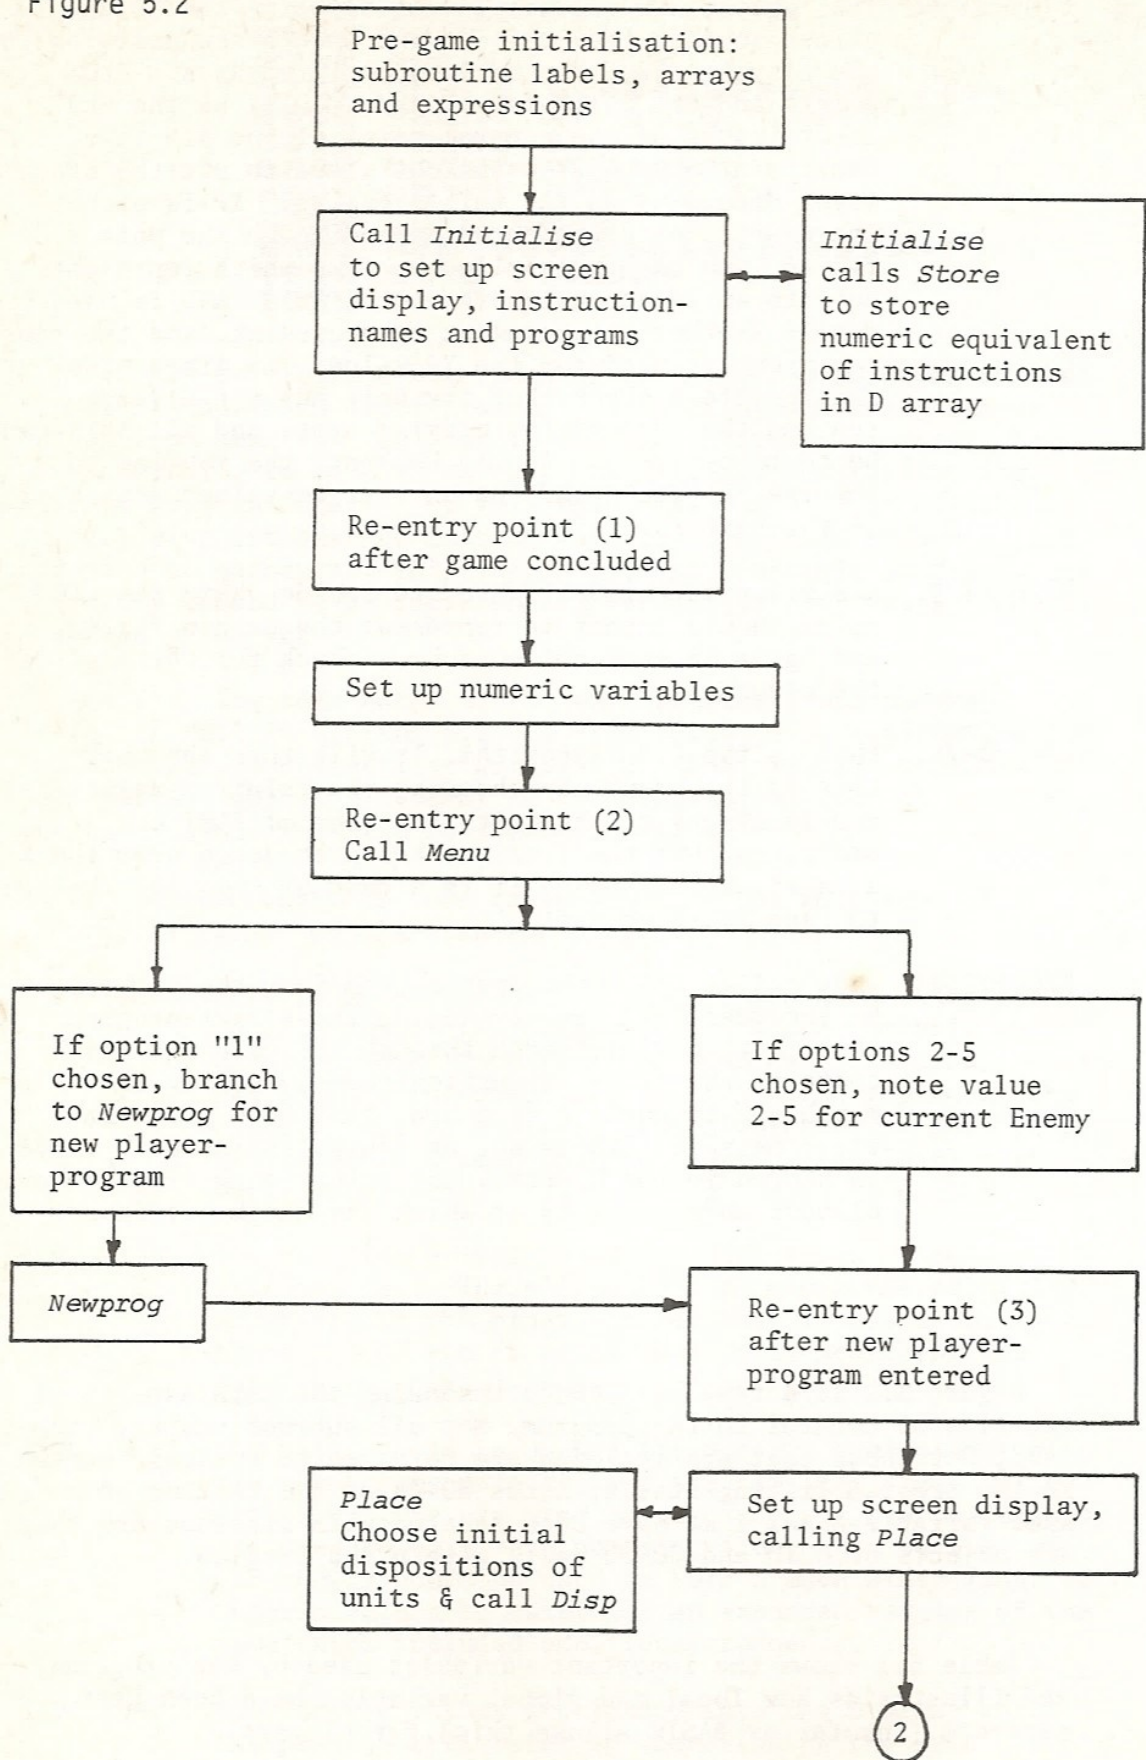 Figure 5.2
Pre-game initialisation:
subroutine labels, arrays
and expressions
Call Initialise
to set up screen
display, instruction-
names and programs
Initialise
calls Store
to store
numeric equivalent
of instructions
in D array
Re-entry point (1)
after game concluded
Set up numeric variables
Re-entry point (2)
Call Menu
If option "1"
chosen, branch
to Newprog for
new player-
program
If options 2-5
chosen, note value
2-5 for current Enemy
Newprog
Re-entry point (3)
after new player-
program entered
Place
Choose initial
dispositions of
units & call Disp
Set up screen display,
calling Place
2